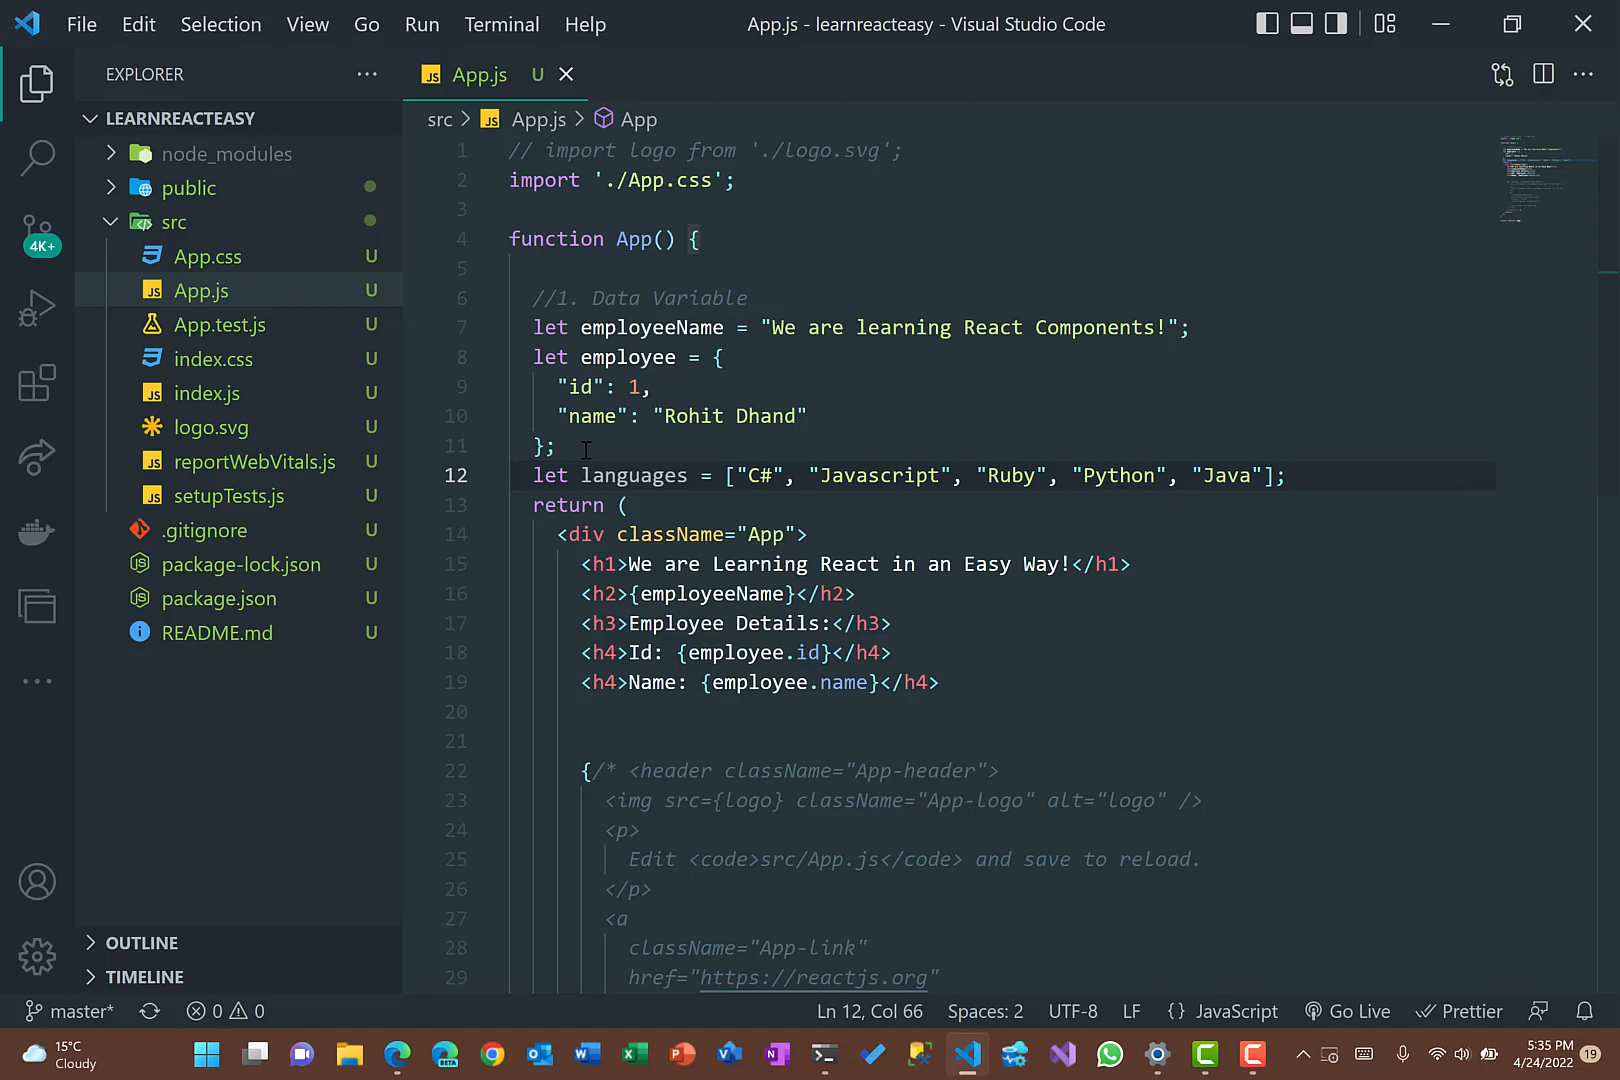 File Edit Selection View Go Run Terminal Help
App.js - learnreacteasy - Visual Studio Code
EXPLORER
JS App.js U
LEARNREACTEASY
src > JS App.js > App
node_modules
public
src
App.css U
JS App.js U
App.test.js U
index.css U
JS index.js U
logo.svg U
JS reportWebVitals.js U
JS setupTests.js U
.gitignore U
package-lock.json U
package.json U
README.md U
4K+
OUTLINE
TIMELINE
1 // import logo from './logo.svg';
2 import './App.css';
3
4 function App() {
5
6 //1. Data Variable
7 let employeeName = "We are learning React Components!";
8 let employee = {
9 "id": 1,
10 "name": "Rohit Dhand"
11 };
12 let languages = ["C#", "Javascript", "Ruby", "Python", "Java"];
13 return (
14 <div className="App">
15 <h1>We are Learning React in an Easy Way!</h1>
16 <h2>{employeeName}</h2>
17 <h3>Employee Details:</h3>
18 <h4>Id: {employee.id}</h4>
19 <h4>Name: {employee.name}</h4>
20
21
22 {/* <header className="App-header">
23 <img src={logo} className="App-logo" alt="logo" />
24 <p>
25 Edit <code>src/App.js</code> and save to reload.
26 </p>
27 <a
28 className="App-link"
29 href="https://reactjs.org"
master* 0 0 Ln 12, Col 66 Spaces: 2 UTF-8 LF {} JavaScript Go Live Prettier
15°C
Cloudy
5:35 PM
4/24/2022
19